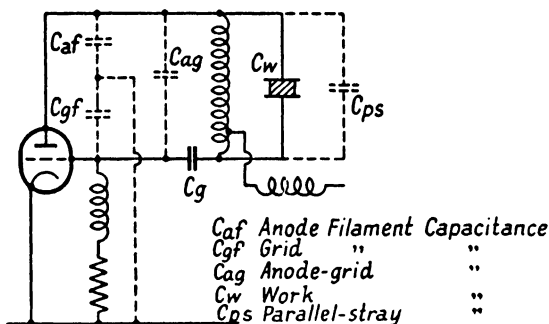 Caf
Cag
Cw
Cps
Cgf
Cg
Caf Anode Filament Capacitance
Cgf Grid " "
Cag Anode-grid "
Cw Work "
Cps Parallel-stray "